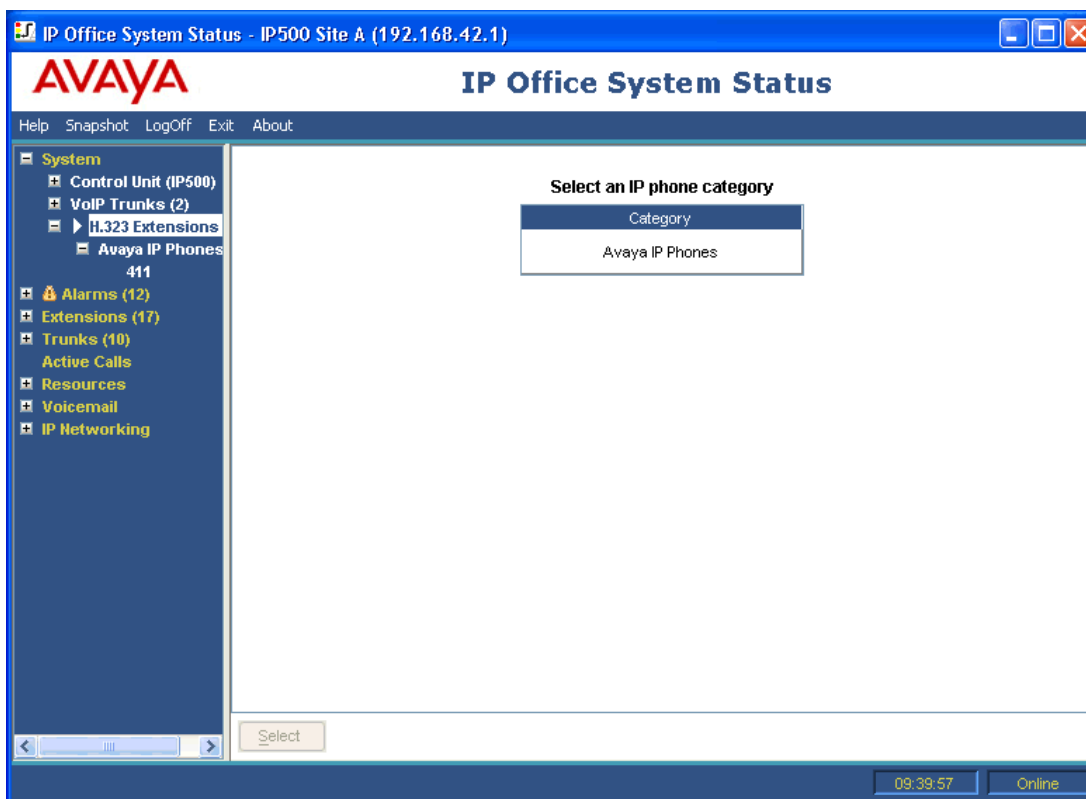 IP Office System Status - IP500 Site A (192.168.42.1)
AVAYA
IP Office System Status
Help Snapshot LogOff Exit About
System
Control Unit (IP500)
VoIP Trunks (2)
H.323 Extensions
Avaya IP Phones
411
Alarms (12)
Extensions (17)
Trunks (10)
Active Calls
Resources
Voicemail
IP Networking
Select an IP phone category
Category
Avaya IP Phones
Select
09:39:57 Online